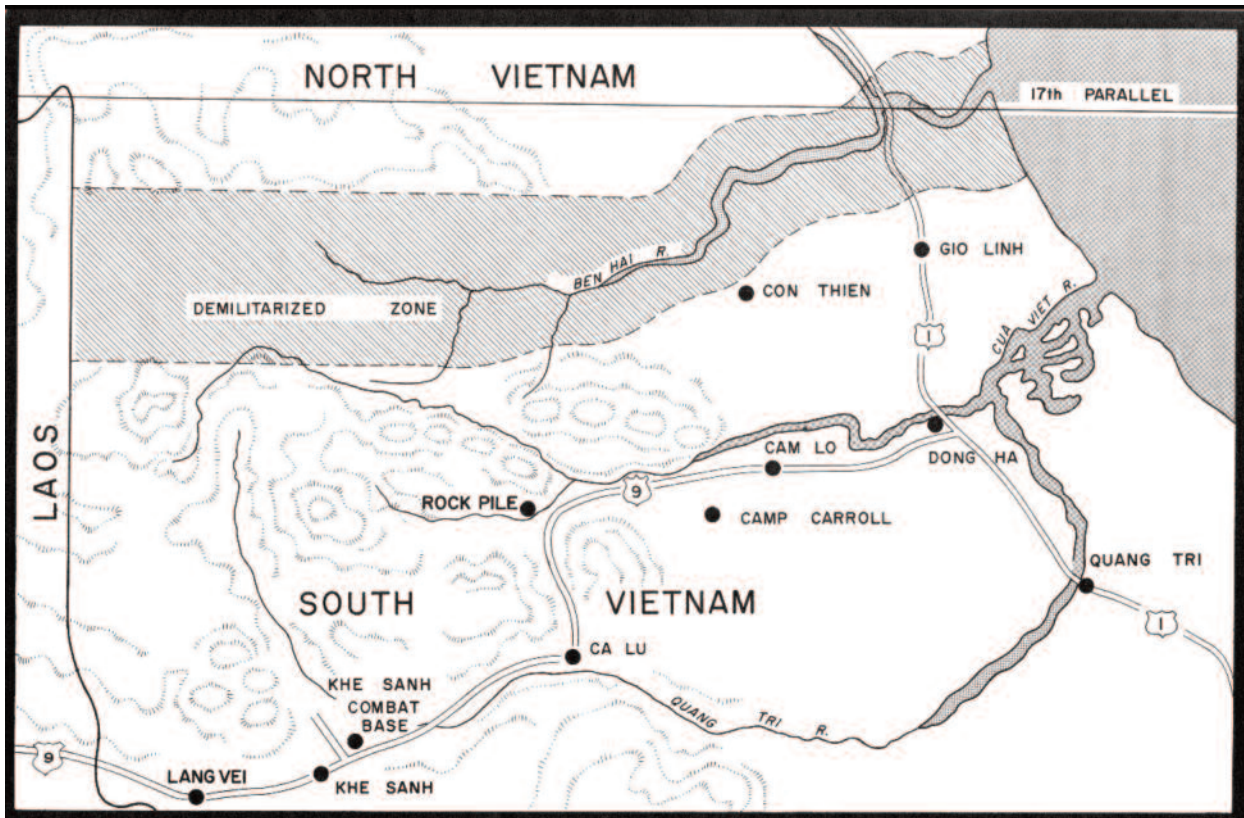 NORTH VIETNAM
17th PARALLEL
BEN HAI R.
GIO LINH
CON THIEN
DEMILITARIZED ZONE
1
CUA VIET R.
LAOS
CAM LO
DONG HA
9
ROCK PILE
CAMP CARROLL
QUANG TRI
SOUTH VIETNAM
1
CA LU
KHE SANH
COMBAT
BASE
QUANG TRI R.
9
LANG VEI
KHE SANH